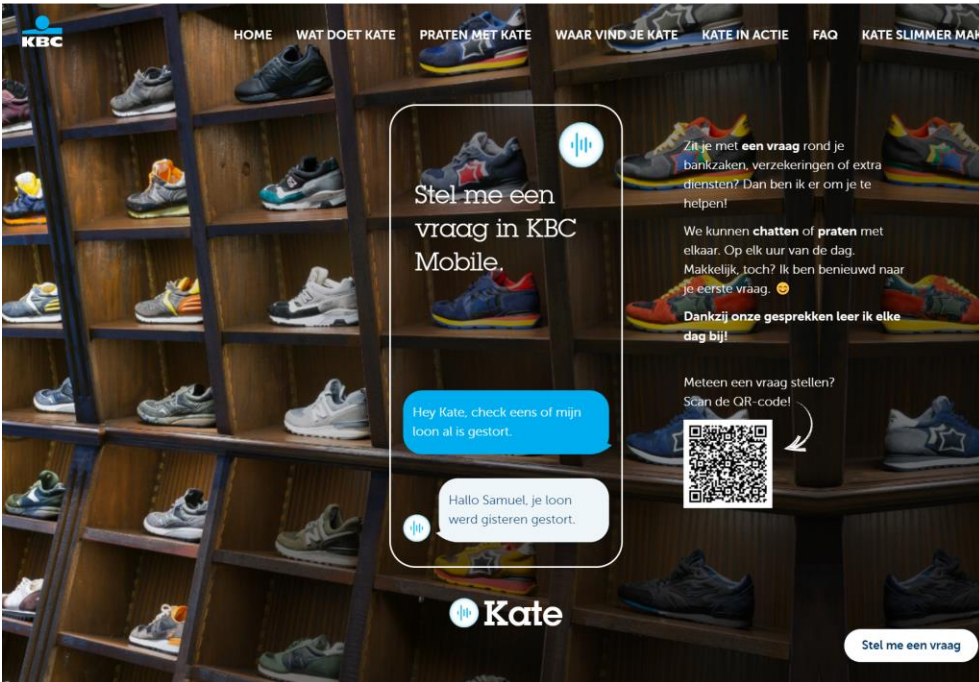 KBC
HOME WAT DOET KATE PRATEN MET KATE WAAR VIND JE KATE KATE IN ACTIE FAQ KATE SLIMMER MAK
Stel me een
vraag in KBC
Mobile.
Hey Kate, check eens of mijn
loon al is gestort.
Hallo Samuel, je loon
werd gisteren gestort.
Kate
Zit je met een vraag rond je
bankzaken, verzekeringen of extra
diensten? Dan ben ik er om je te
helpen!
We kunnen chatten of praten met
elkaar. Op elk uur van de dag.
Makkelijk, toch? Ik ben benieuwd naar
je eerste vraag. 😊
Dankzij onze gesprekken leer ik elke
dag bij!
Meteen een vraag stellen?
Scan de QR-code!
Stel me een vraag